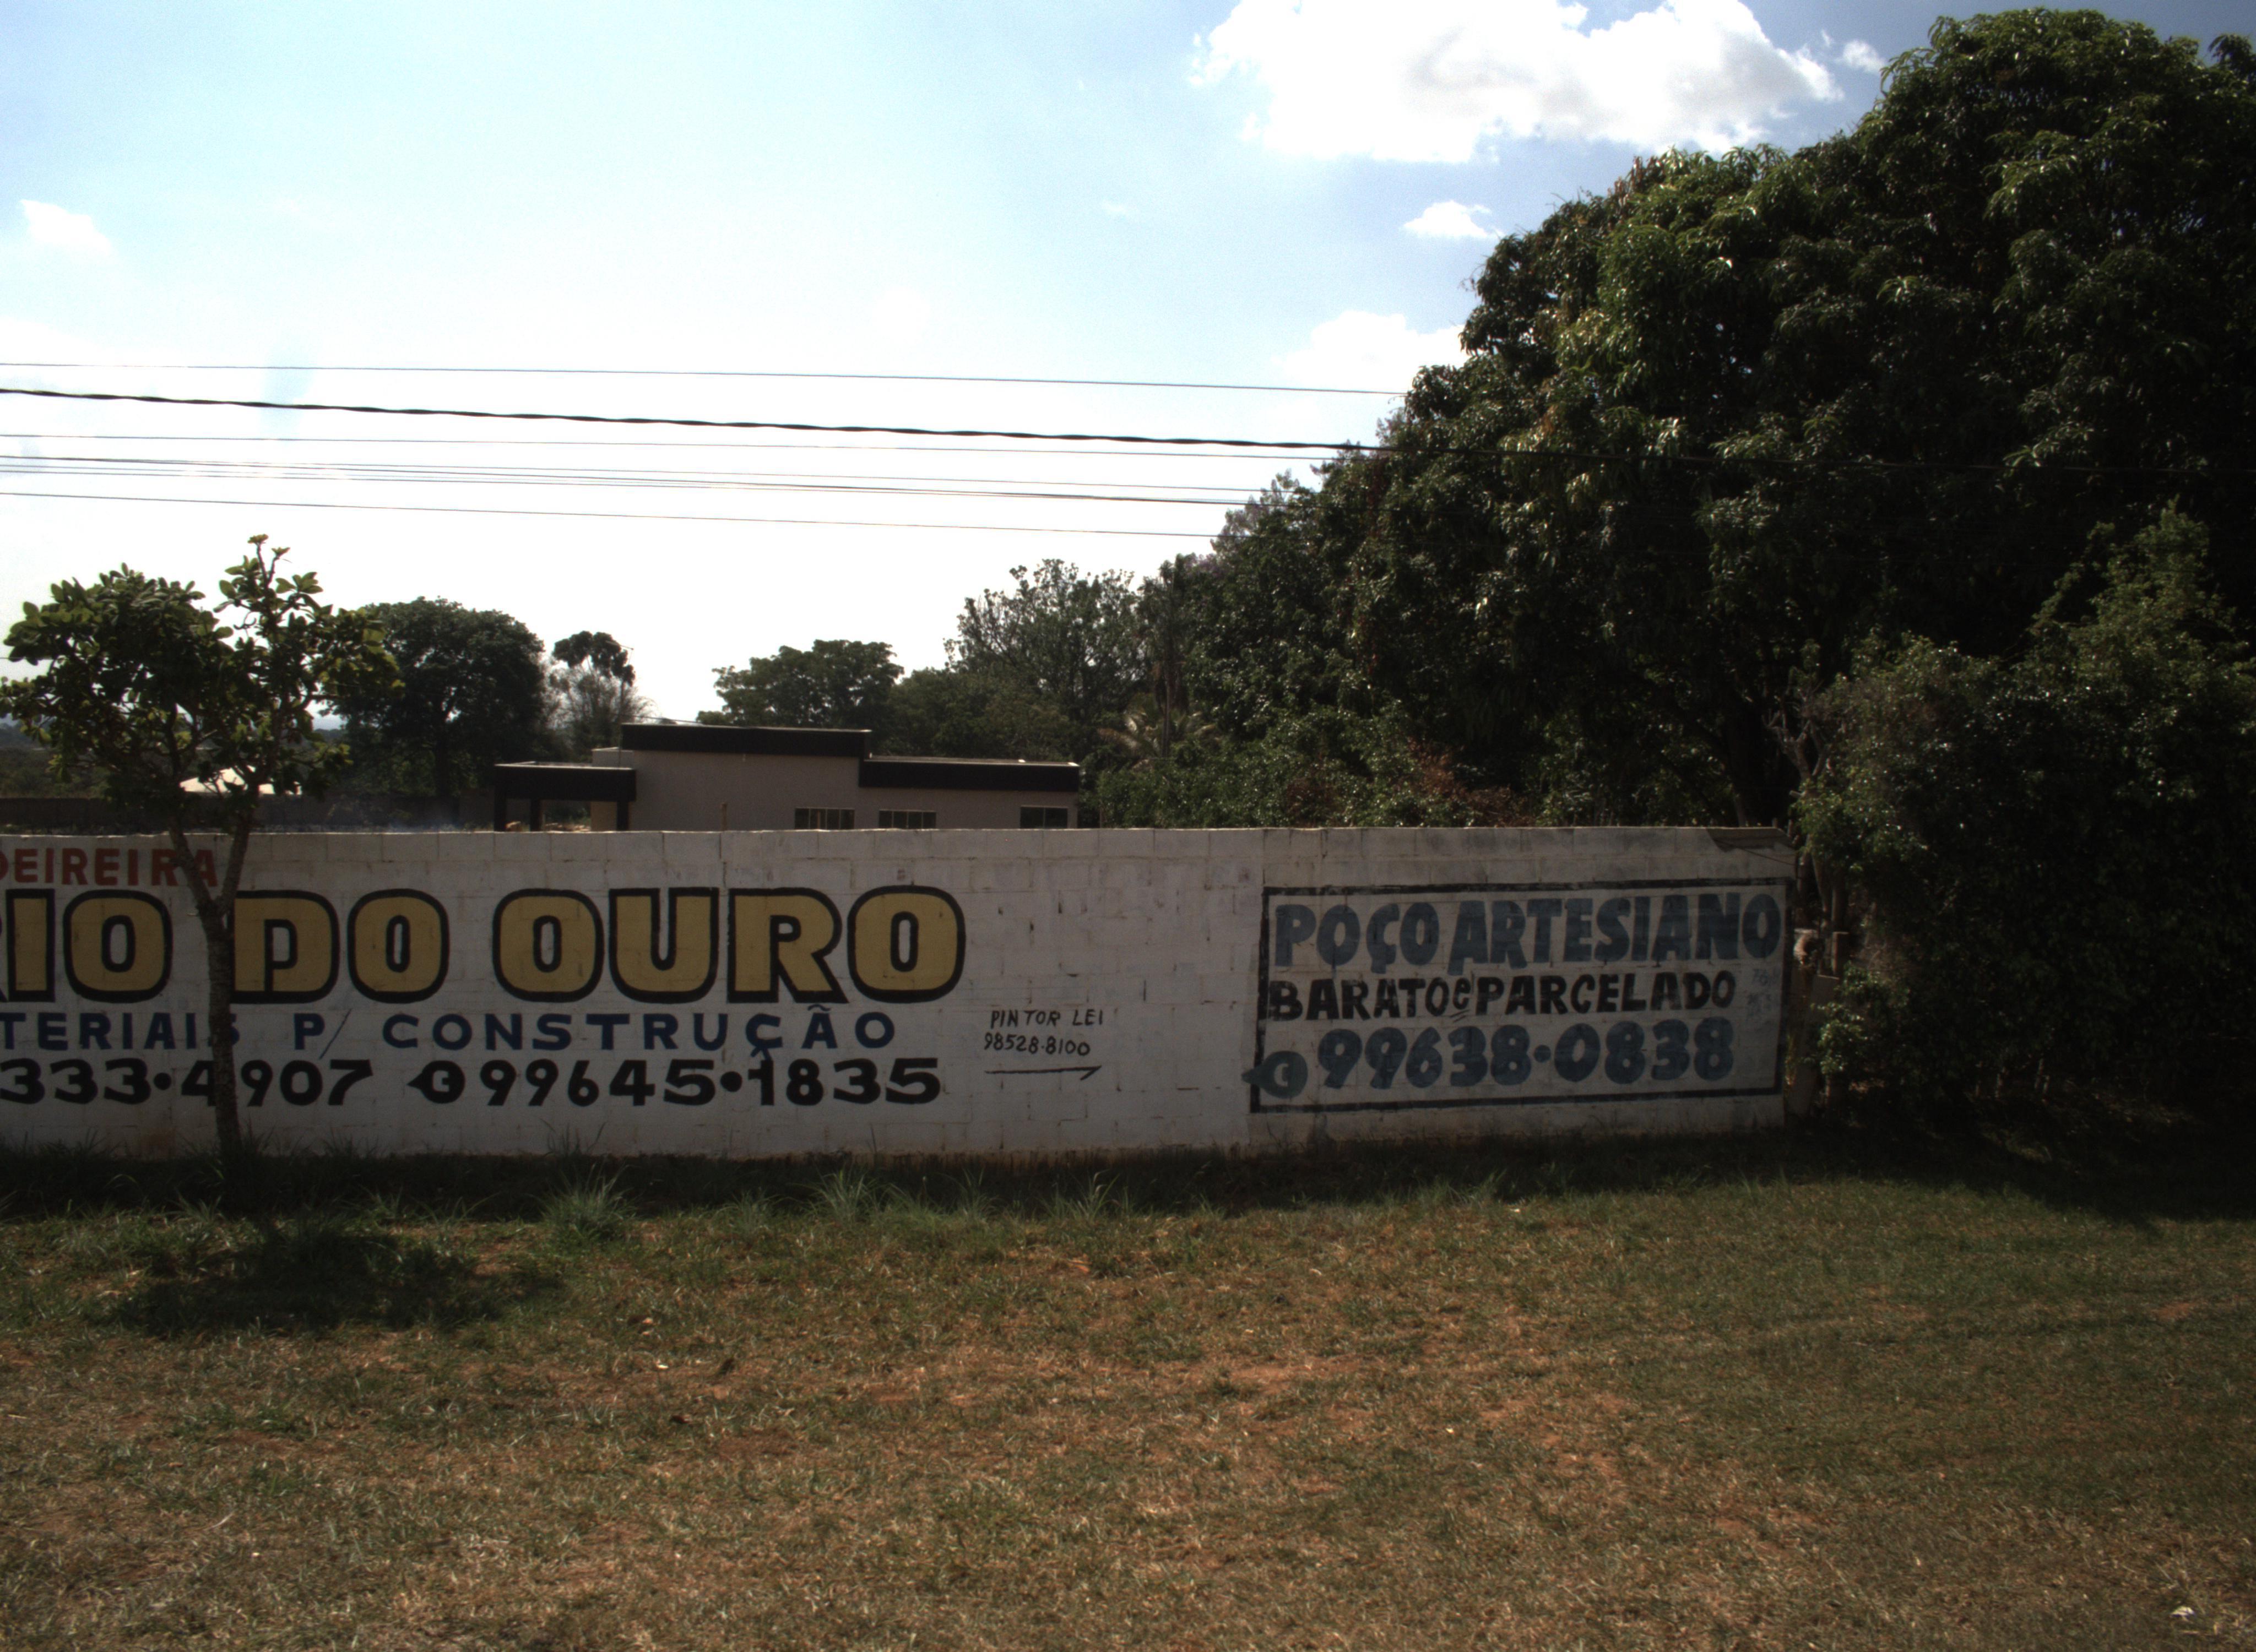 DEIREIRA
RIO DO OURO
TERIAIS P/ CONSTRUÇÃO
333•4907 99645•1835
PINTOR LEI
98528-8100
POÇO ARTESIANO
BARATO e PARCELADO
99638•0838